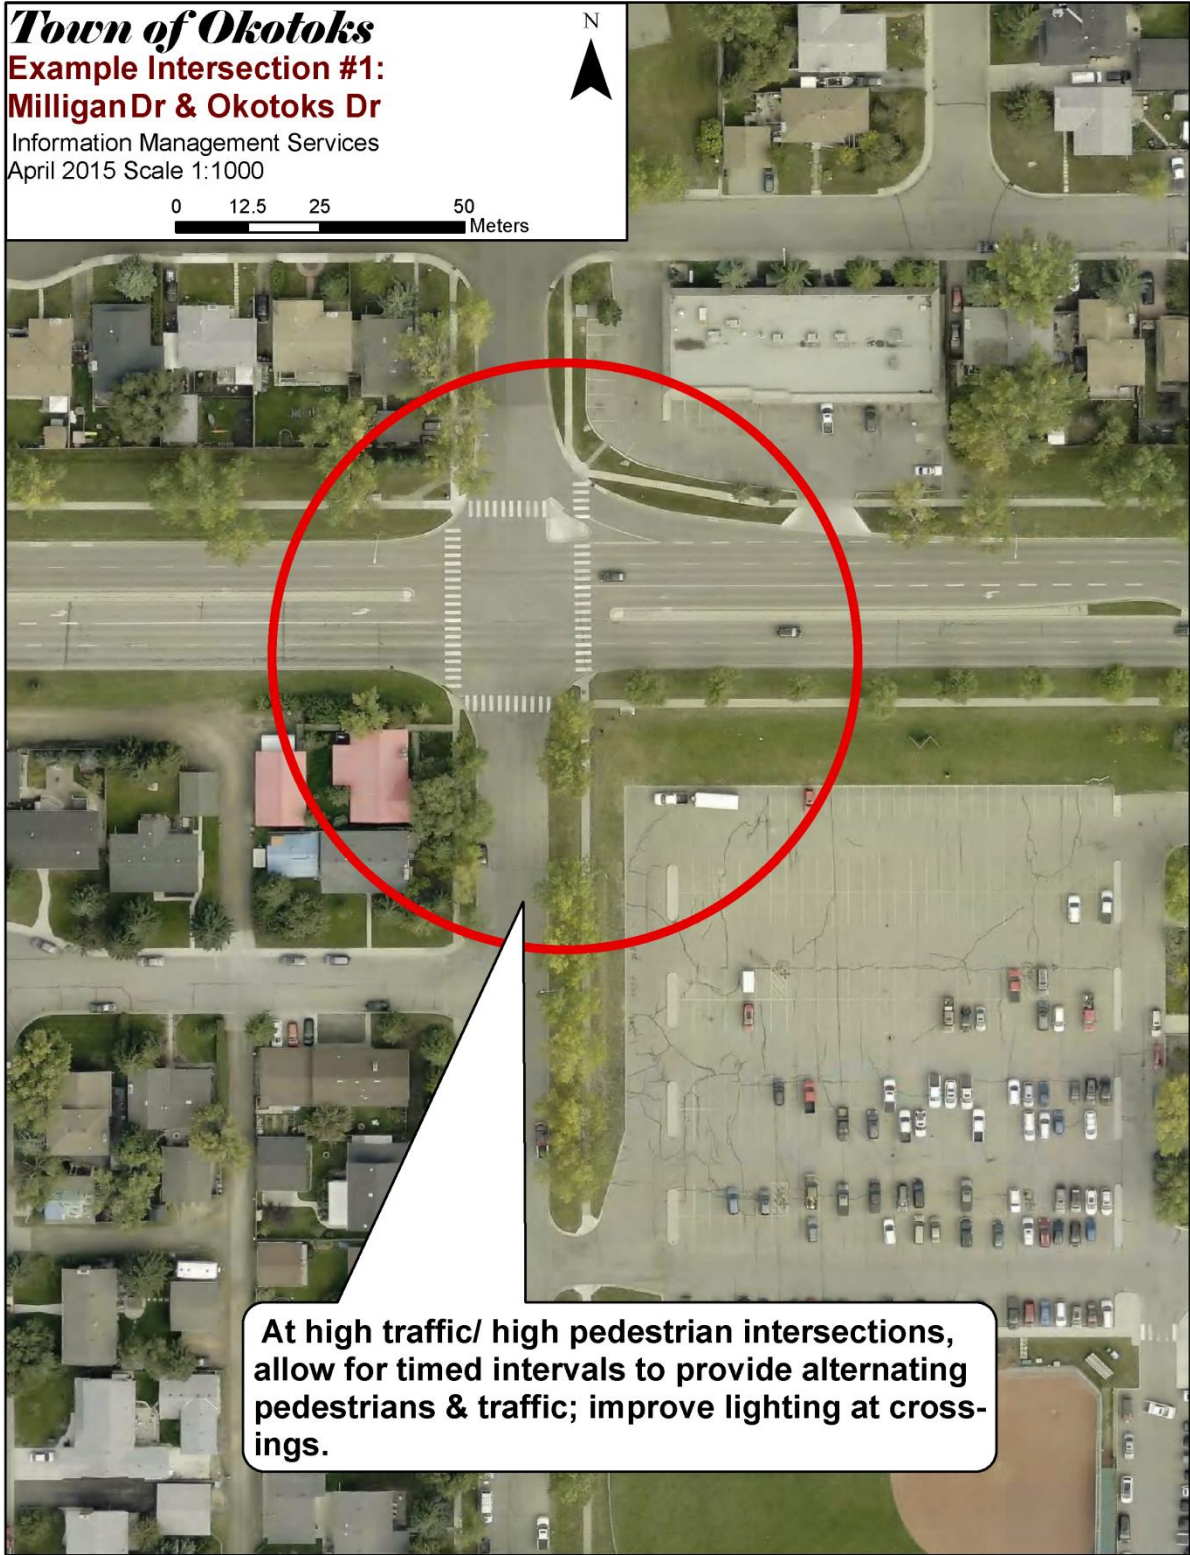 Town of Okotoks
Example Intersection #1:
Milligan Dr & Okotoks Dr
Information Management Services
April 2015 Scale 1:1000
N
0 12.5 25 50
Meters
At high traffic/ high pedestrian intersections,
allow for timed intervals to provide alternating
pedestrians & traffic; improve lighting at cross-
ings.